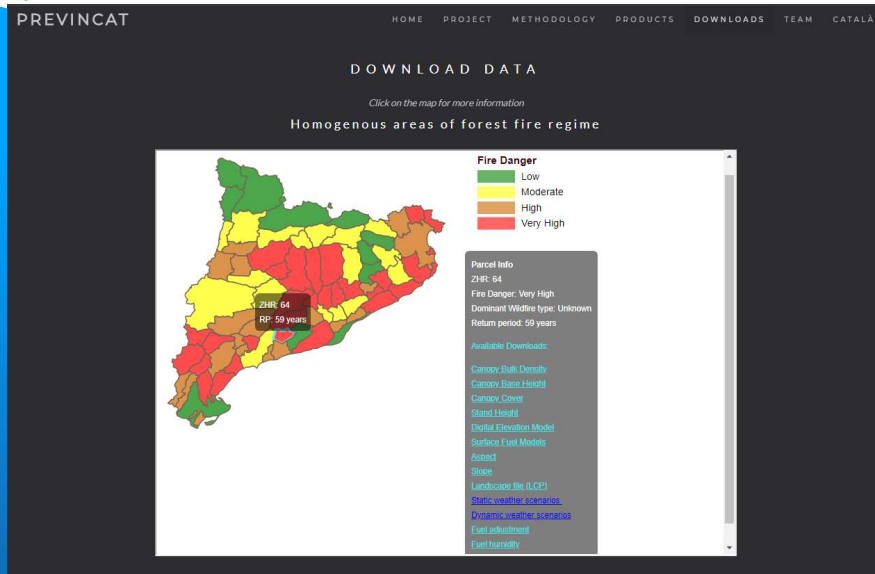 PREVINCAT
HOME PROJECT METHODOLOGY PRODUCTS DOWNLOADS TEAM CATALÀ
DOWNLOAD DATA
Click on the map for more information
Homogenous areas of forest fire regime
Fire Danger
Low
Moderate
High
Very High
ZHR: 64
RP: 59 years
Parcel Info
ZHR: 64
Fire Danger: Very High
Dominant Wildfire type: Unknown
Return period: 59 years
Available Downloads:
Canopy Bulk Density
Canopy Base Height
Canopy Cover
Stand Height
Digital Elevation Model
Surface Fuel Models
Aspect
Slope
Landscape file (LCP)
Static weather scenarios
Dynamic weather scenarios
Fuel adjustment
Fuel humidity